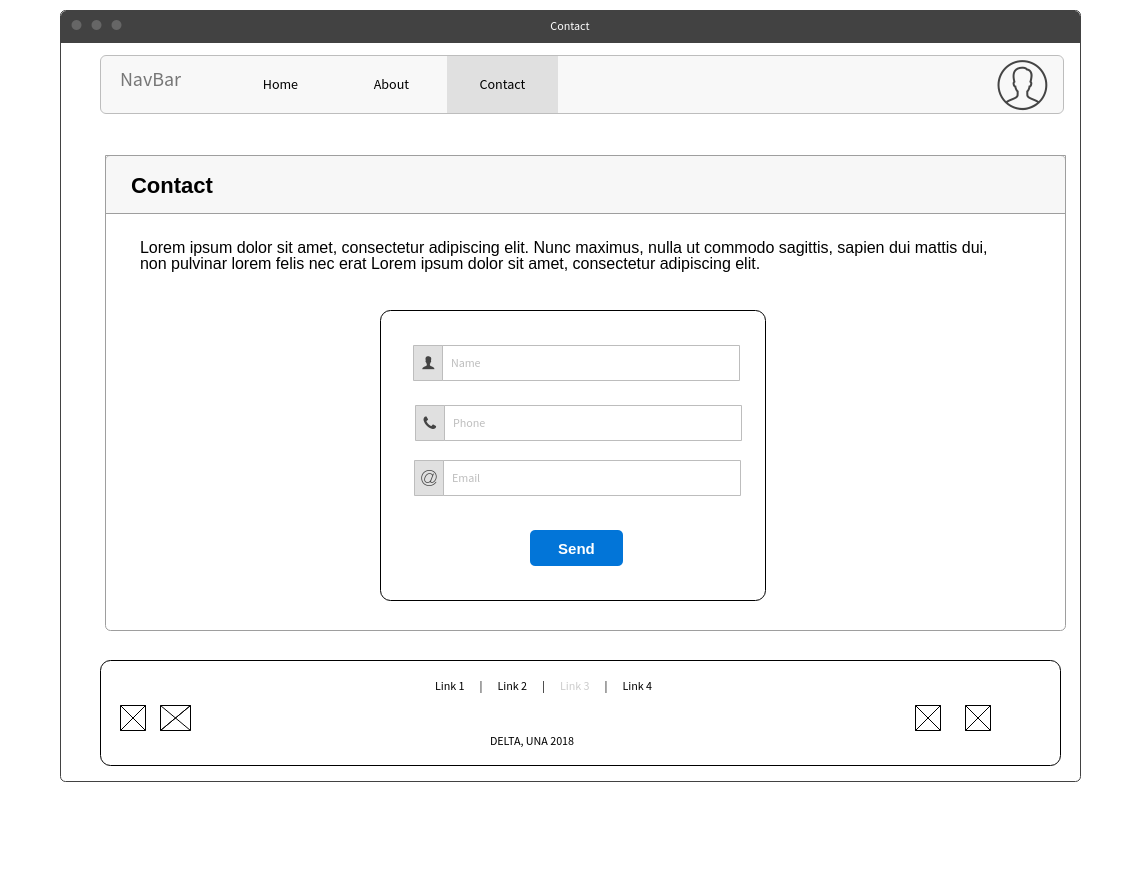 Contact
NavBar
Home
About
Contact
Contact
Lorem ipsum dolor sit amet, consectetur adipiscing elit. Nunc maximus, nulla ut commodo sagittis, sapien dui mattis dui,
non pulvinar lorem felis nec erat Lorem ipsum dolor sit amet, consectetur adipiscing elit.
Name
Phone
@ Email
Send
Link 1 | Link 2 | Link 3 | Link 4
DELTA, UNA 2018